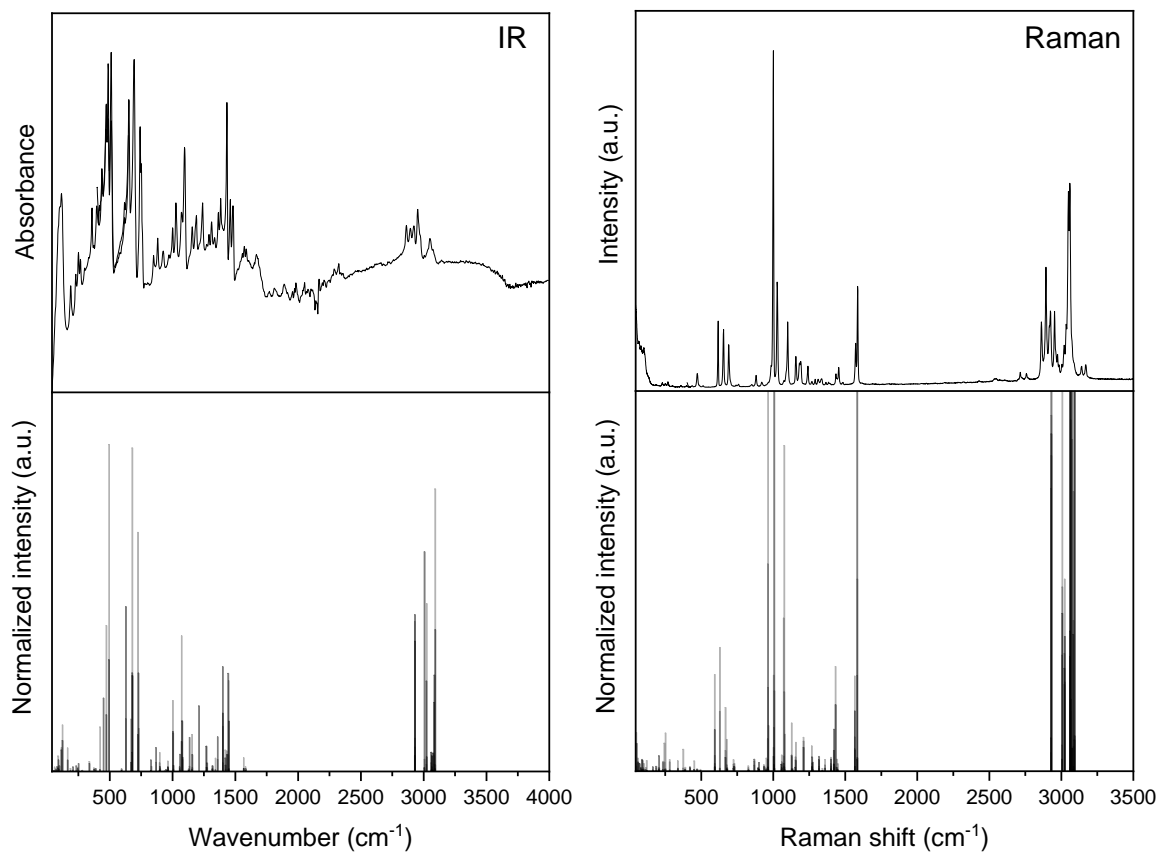 IR
Absorbance
Normalized intensity (a.u.)
500 1000 1500 2000 2500 3000 3500 4000
Wavenumber (cm⁻¹)
Raman
Intensity (a.u.)
Normalized intensity (a.u.)
500 1000 1500 2000 2500 3000 3500
Raman shift (cm⁻¹)